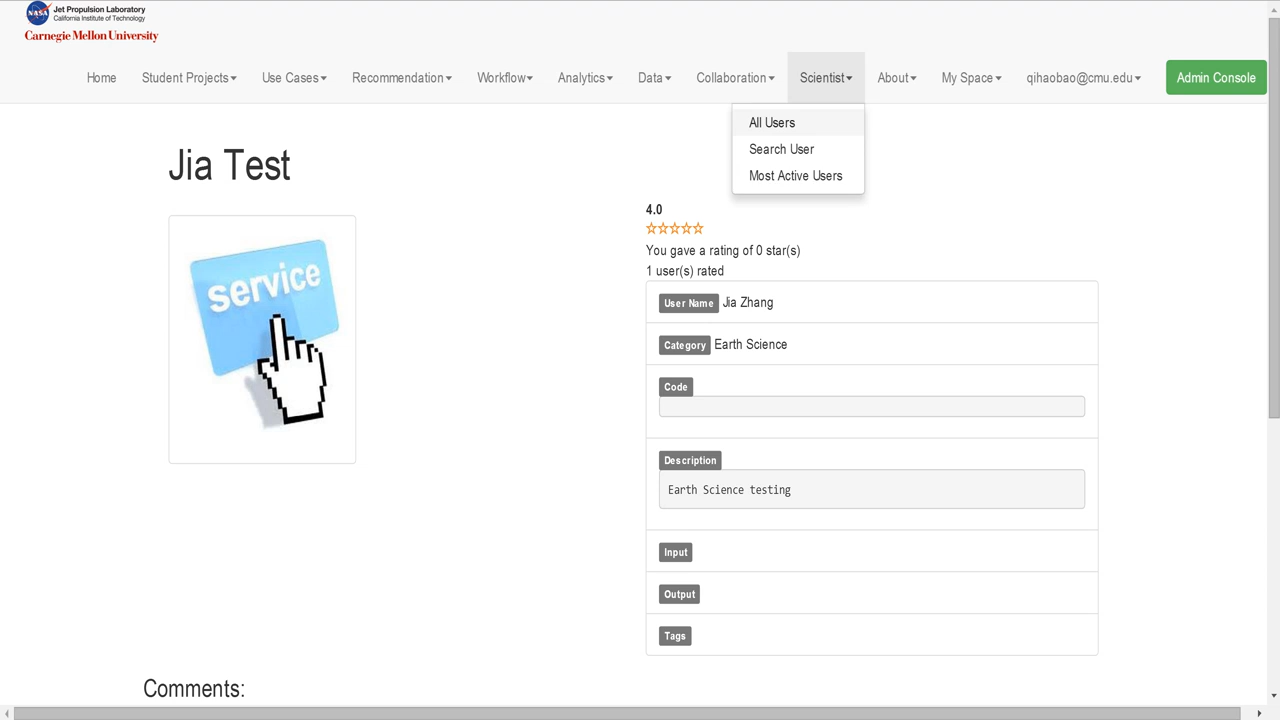 NASA Jet Propulsion Laboratory
California Institute of Technology
Carnegie Mellon University
Home Student Projects Use Cases Recommendation Workflow Analytics Data Collaboration Scientist About My Space qihaobao@cmu.edu Admin Console
All Users
Search User
Most Active Users
Jia Test
service
4.0
You gave a rating of 0 star(s)
1 user(s) rated
User Name Jia Zhang
Category Earth Science
Code
Description
Earth Science testing
Input
Output
Tags
Comments: